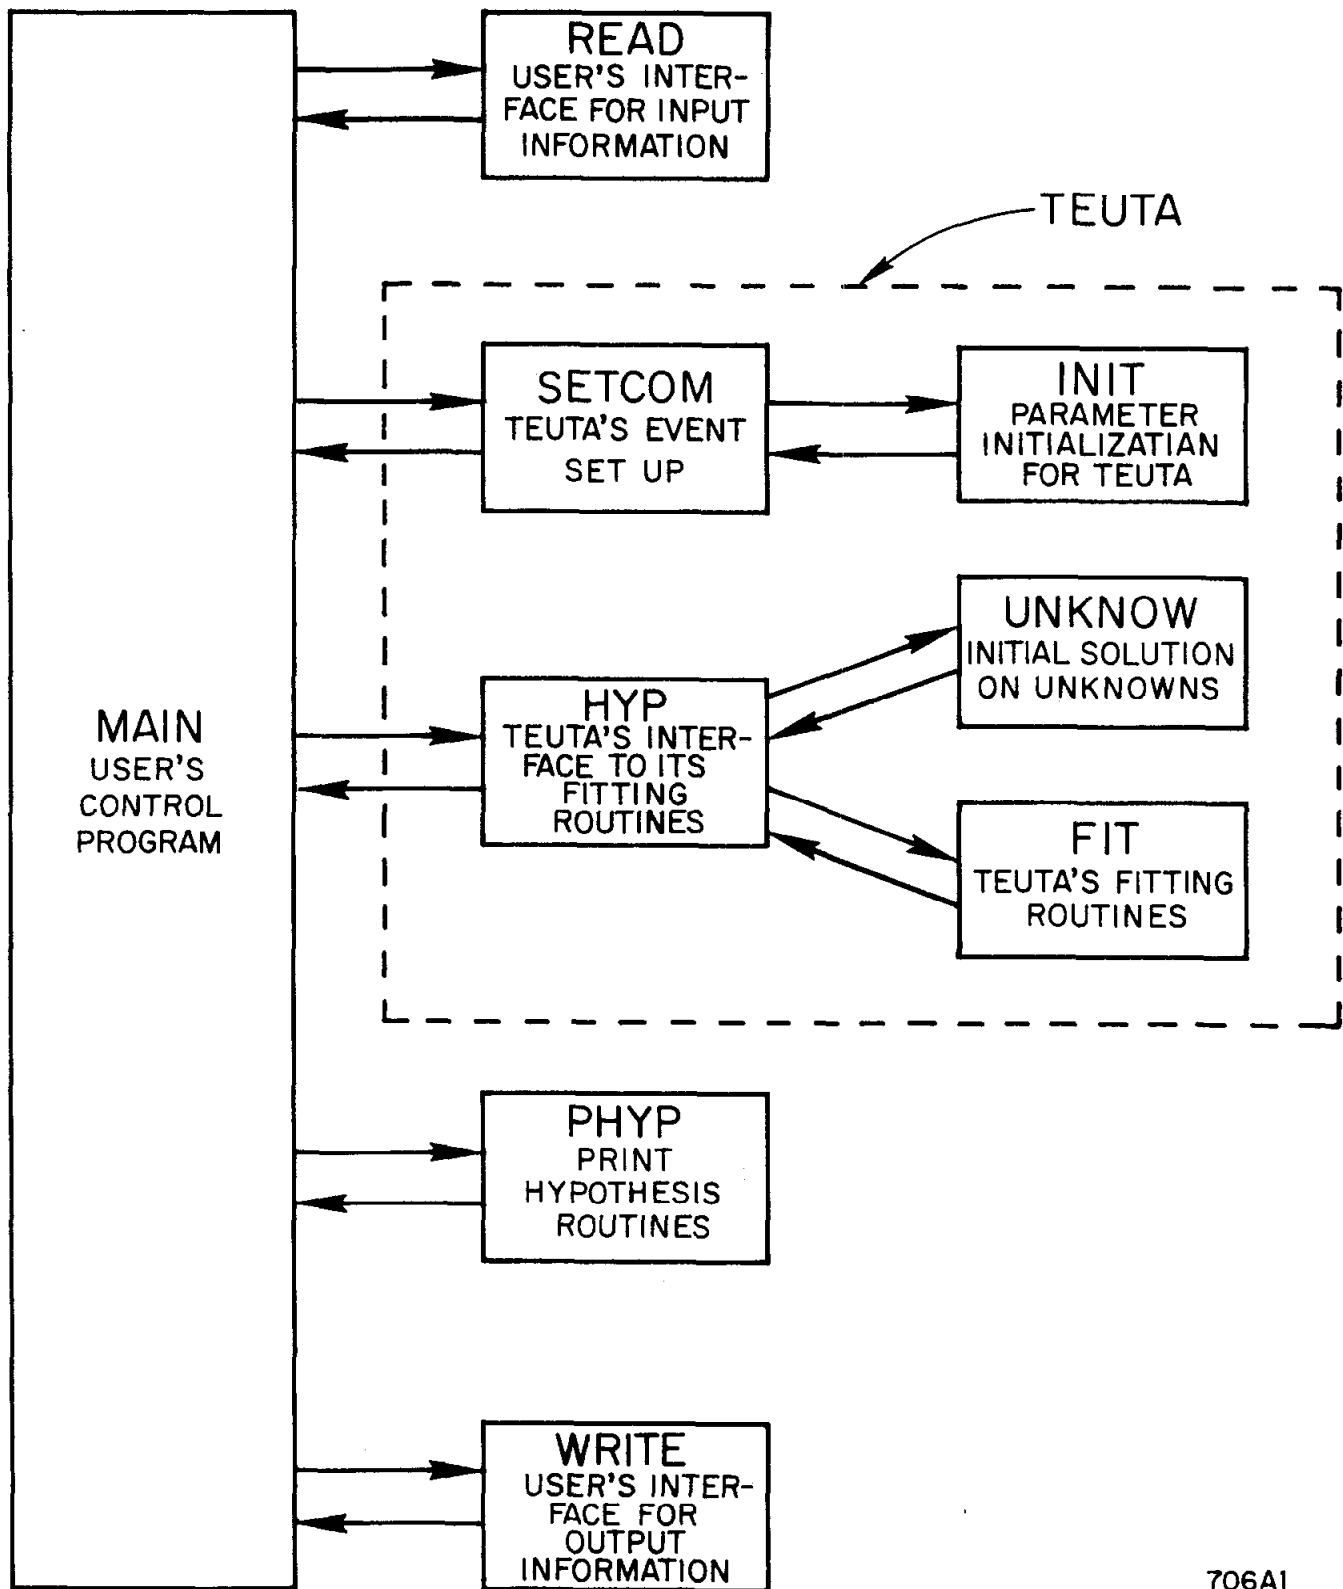 READ
USER'S INTER-
FACE FOR INPUT
INFORMATION
TEUTA
SETCOM
TEUTA'S EVENT
SET UP
INIT
PARAMETER
INITIALIZATIAN
FOR TEUTA
MAIN
USER'S
CONTROL
PROGRAM
HYP
TEUTA'S INTER-
FACE TO ITS
FITTING
ROUTINES
UNKNOW
INITIAL SOLUTION
ON UNKNOWNS
FIT
TEUTA'S FITTING
ROUTINES
PHYP
PRINT
HYPOTHESIS
ROUTINES
WRITE
USER'S INTER-
FACE FOR
OUTPUT
INFORMATION
706A1